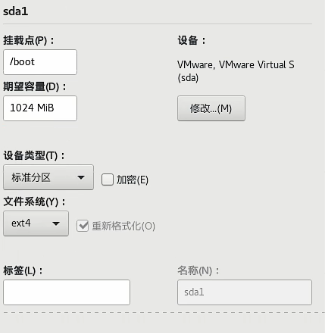 sda1
挂载点(P)： 设备：
/boot
VMware, VMware Virtual S
(sda)
期望容量(D)：
1024 MiB 修改...(M)
设备类型(T)：
标准分区 加密(E)
文件系统(Y)：
ext4 重新格式化(O)
标签(L)： 名称(N)：
sda1